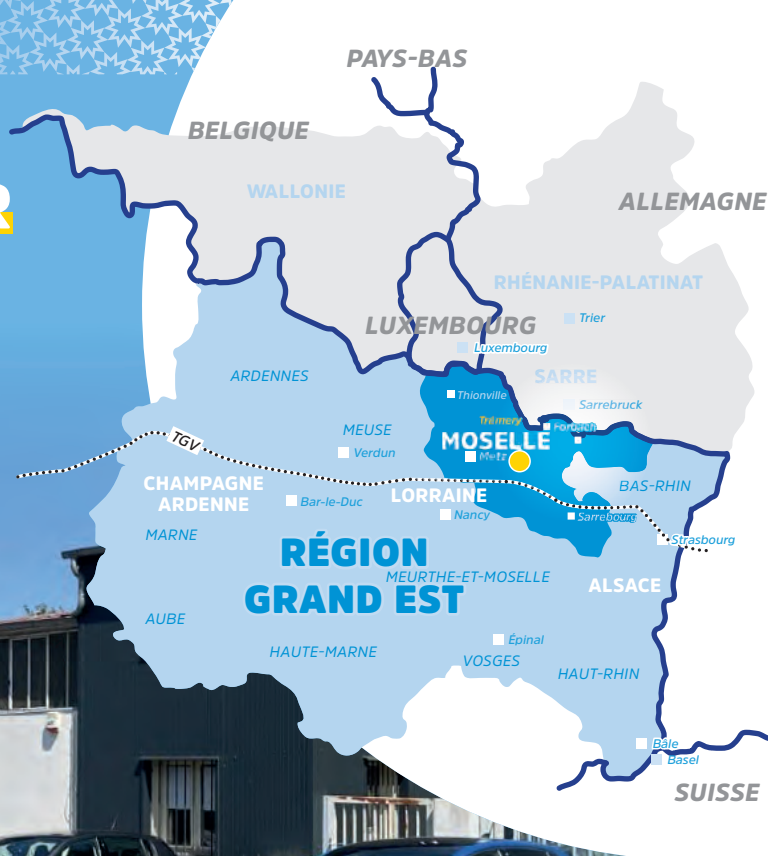 PAYS-BAS
BELGIQUE
WALLONIE
ALLEMAGNE
RHÉNANIE-PALATINAT
Trier
LUXEMBOURG
Luxembourg
ARDENNES
SARRE
Thionville
Sarrebruck
Trémery
Forbach
MEUSE
TGV
MOSELLE
Verdun
Metz
CHAMPAGNE
ARDENNE
BAS-RHIN
LORRAINE
Bar-le-Duc
Nancy
Sarrebourg
MARNE
Strasbourg
RÉGION
GRAND EST
MEURTHE-ET-MOSELLE
ALSACE
AUBE
Épinal
HAUTE-MARNE
VOSGES
HAUT-RHIN
Bâle
Basel
SUISSE